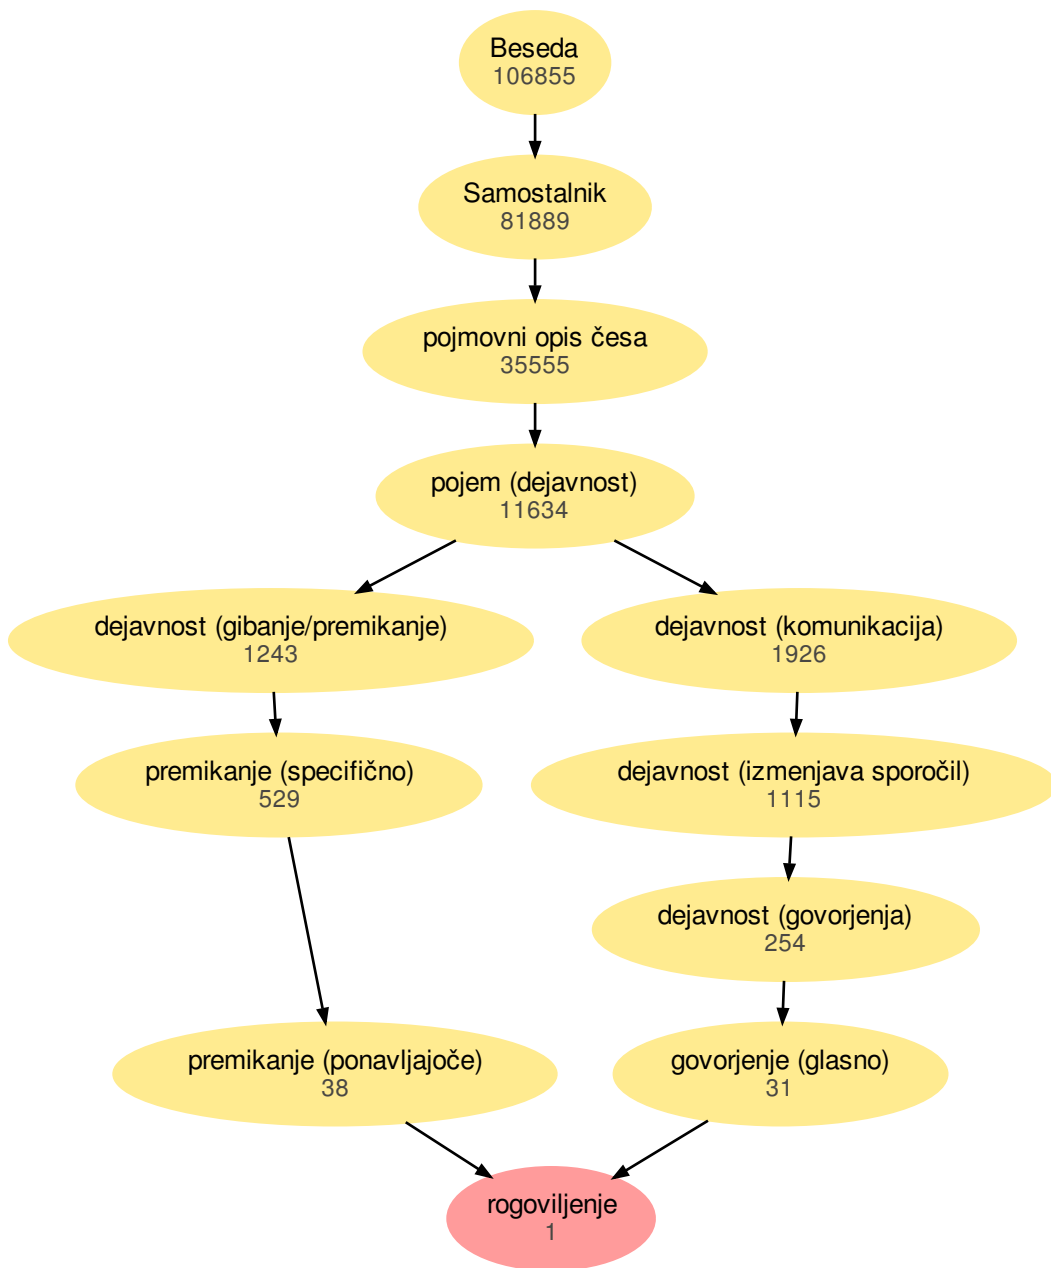 Beseda
106855
Samostalnik
81889
pojmovni opis česa
35555
pojem (dejavnost)
11634
dejavnost (gibanje/premikanje)
1243
dejavnost (komunikacija)
1926
premikanje (specifično)
529
dejavnost (izmenjava sporočil)
1115
dejavnost (govorjenja)
254
premikanje (ponavljajoče)
38
govorjenje (glasno)
31
rogoviljenje
1